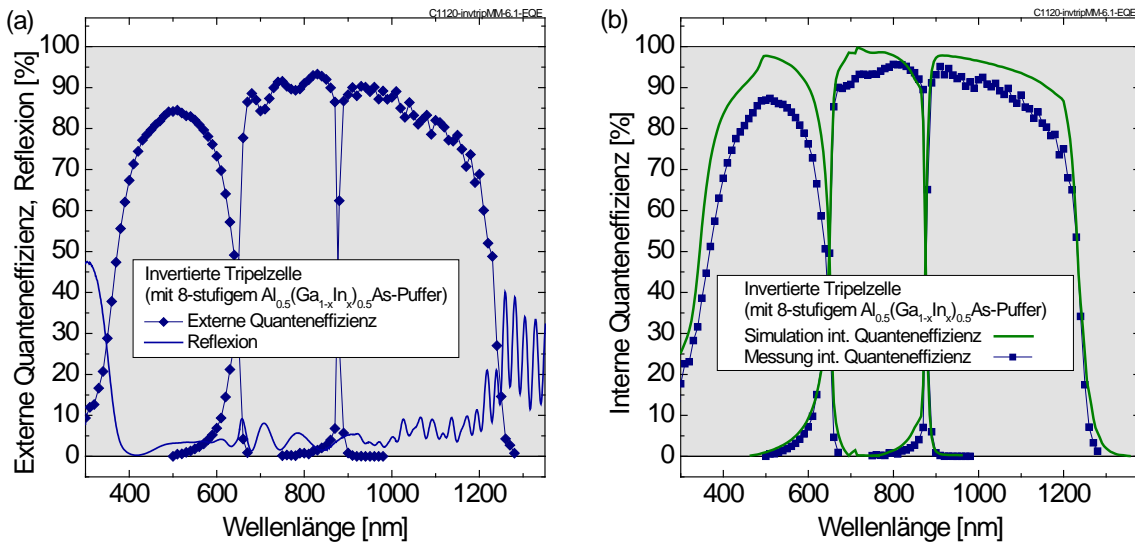 (a)
C1120-invtripMM-6.1-EQE
Externe Quanteneffizienz, Reflexion [%]
100
90
80
70
60
50
40
30
20
10
0
Invertierte Tripelzelle
(mit 8-stufigem Al0.5(Ga1-xInx)0.5As-Puffer)
Externe Quanteneffizienz
Reflexion
400 600 800 1000 1200
Wellenlänge [nm]
(b)
C1120-invtripMM-6.1-EQE
Interne Quanteneffizienz [%]
100
90
80
70
60
50
40
30
20
10
0
Invertierte Tripelzelle
(mit 8-stufigem Al0.5(Ga1-xInx)0.5As-Puffer)
Simulation int. Quanteneffizienz
Messung int. Quanteneffizienz
400 600 800 1000 1200
Wellenlänge [nm]